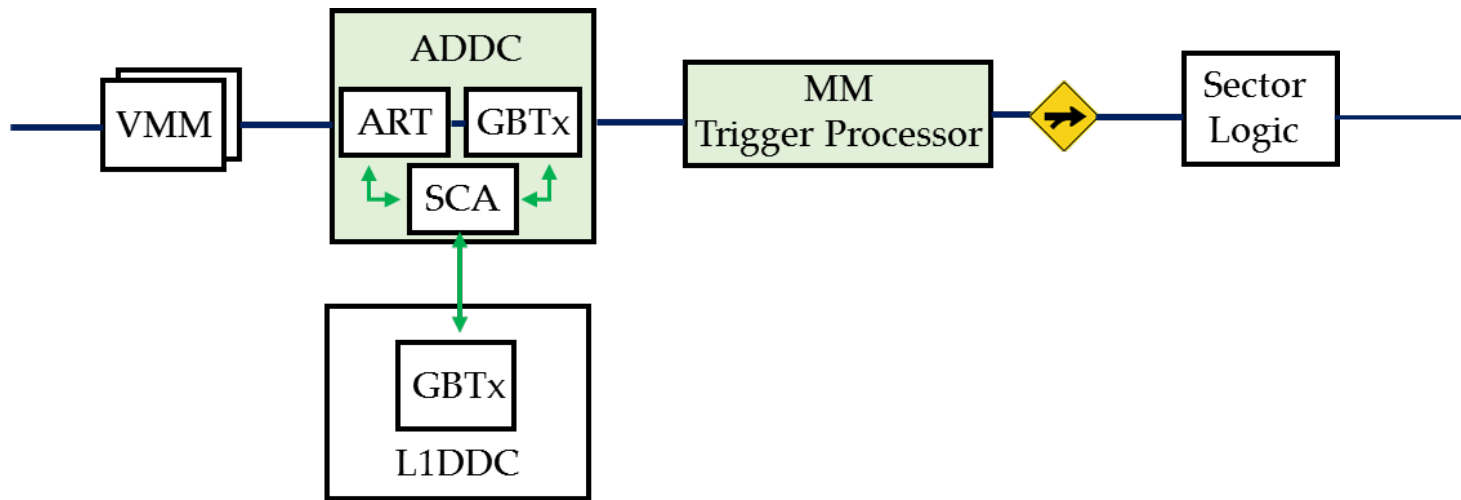 ADDC
VMM
ART
GBTx
SCA
MM
Trigger Processor
Sector
Logic
GBTx
L1DDC